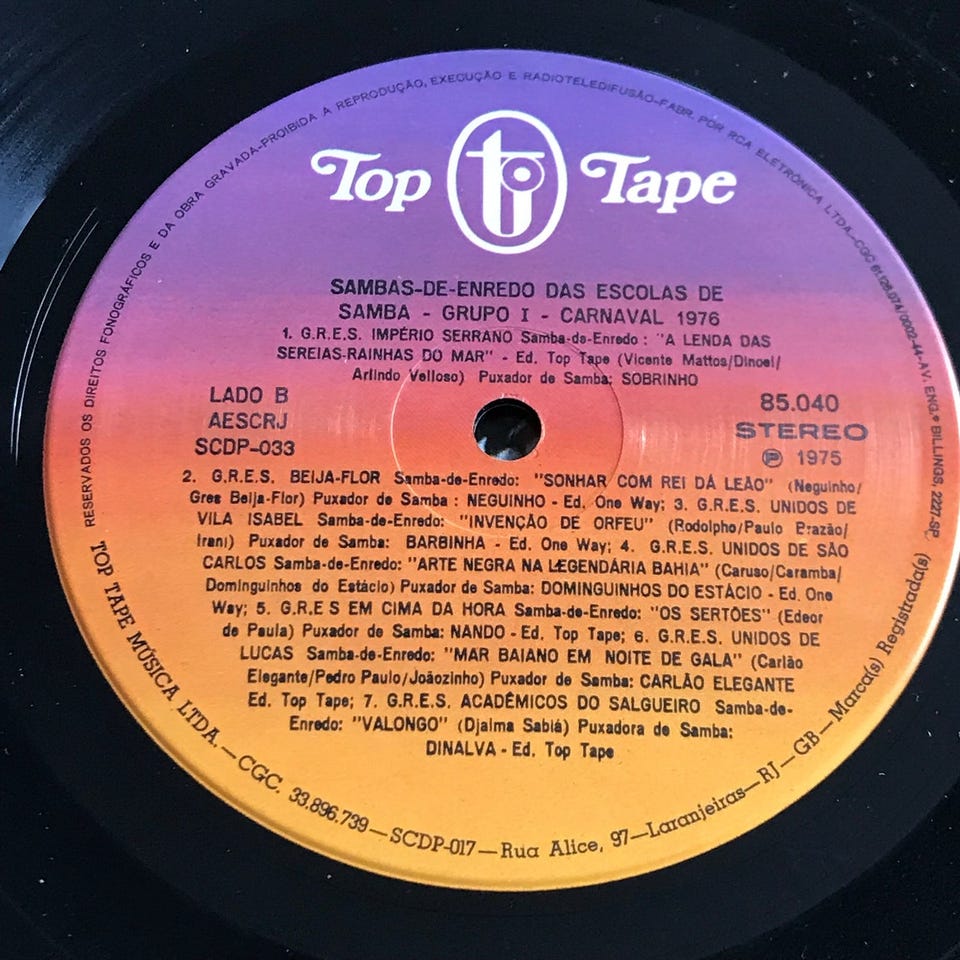 RESERVADOS OS DIREITOS FONOGRÁFICOS E DA OBRA GRAVADA-PROIBIDA A REPRODUÇÃO, EXECUÇÃO E RADIOTELEDIFUSÃO-FABR. POR RCA ELETRÔNICA LTDA.-CGC 61.126.074/0002-44-AV. ENG.º BILLINGS, 2227-SP
Top Tape
SAMBAS-DE-ENREDO DAS ESCOLAS DE
SAMBA - GRUPO I - CARNAVAL 1976
1. G.R.E.S. IMPÉRIO SERRANO Samba-de-Enredo : "A LENDA DAS
SEREIAS-RAINHAS DO MAR" - Ed. Top Tape (Vicente Mattos/Dinoel/
Arlindo Velloso) Puxador de Samba: SOBRINHO
LADO B
AESCRJ
SCDP-033
85.040
STEREO
Ⓟ 1975
2. G.R.E.S. BEIJA-FLOR Samba-de-Enredo: "SONHAR COM REI DÁ LEÃO" (Neguinho/
Gres Beija-Flor) Puxador de Samba : NEGUINHO - Ed. One Way; 3. G.R.E.S. UNIDOS DE
VILA ISABEL Samba-de-Enredo: "INVENÇÃO DE ORFEU" (Rodolpho/Paulo Brazão/
Irani) Puxador de Samba: BARBINHA - Ed. One Way; 4. G.R.E.S. UNIDOS DE SÃO
CARLOS Samba-de-Enredo: "ARTE NEGRA NA LEGENDÁRIA BAHIA" (Caruso/Caramba/
Dominguinhos do Estácio) Puxador de Samba: DOMINGUINHOS DO ESTÁCIO - Ed. One
Way; 5. G.R.E.S EM CIMA DA HORA Samba-de-Enredo: "OS SERTÕES" (Edeor
de Paula) Puxador de Samba: NANDO - Ed. Top Tape; 6. G.R.E.S. UNIDOS DE
LUCAS Samba-de-Enredo: "MAR BAIANO EM NOITE DE GALA" (Carlão
Elegante/Pedro Paulo/Joãozinho) Puxador de Samba: CARLÃO ELEGANTE
Ed. Top Tape; 7. G.R.E.S. ACADÊMICOS DO SALGUEIRO Samba-de-
Enredo: "VALONGO" (Djalma Sabiá) Puxadora de Samba:
DINALVA - Ed. Top Tape
TOP TAPE MÚSICA LTDA.—CGC. 33.896.739—SCDP-017—Rua Alice, 97—Laranjeiras—RJ—GB—Marca(s) Registrada(s)